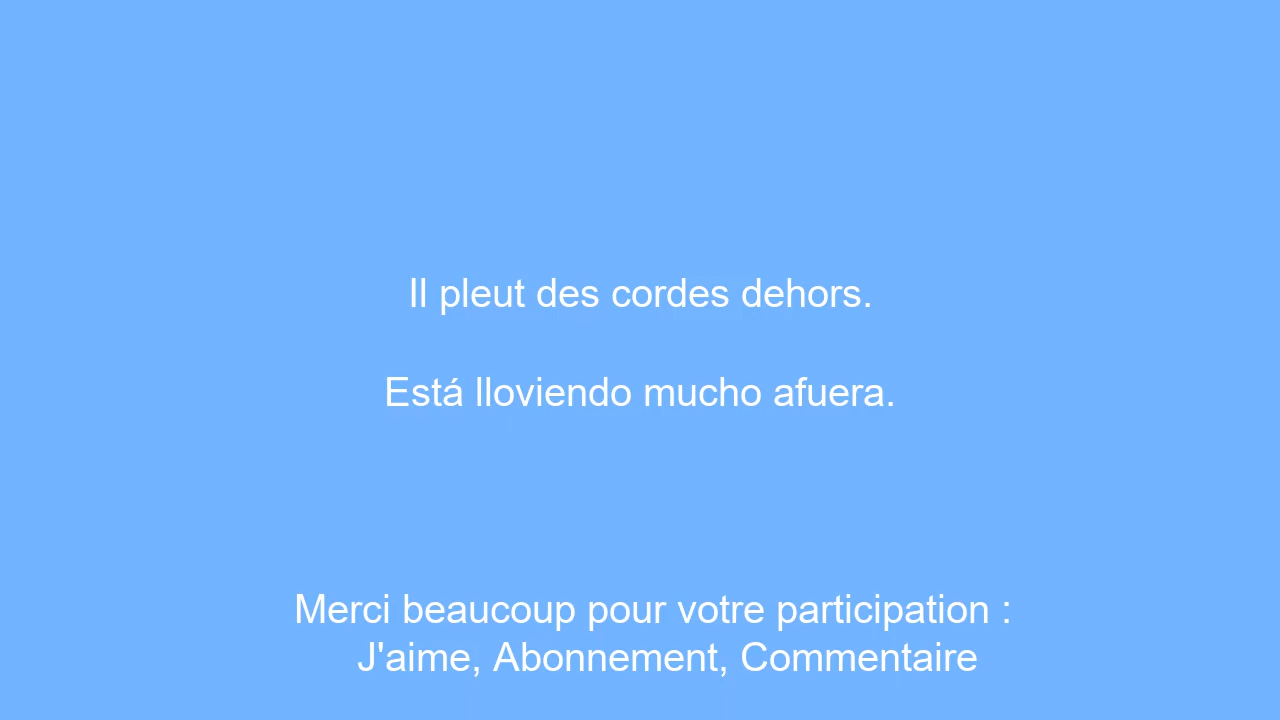 Il pleut des cordes dehors.
Está lloviendo mucho afuera.
Merci beaucoup pour votre participation :
J'aime, Abonnement, Commentaire